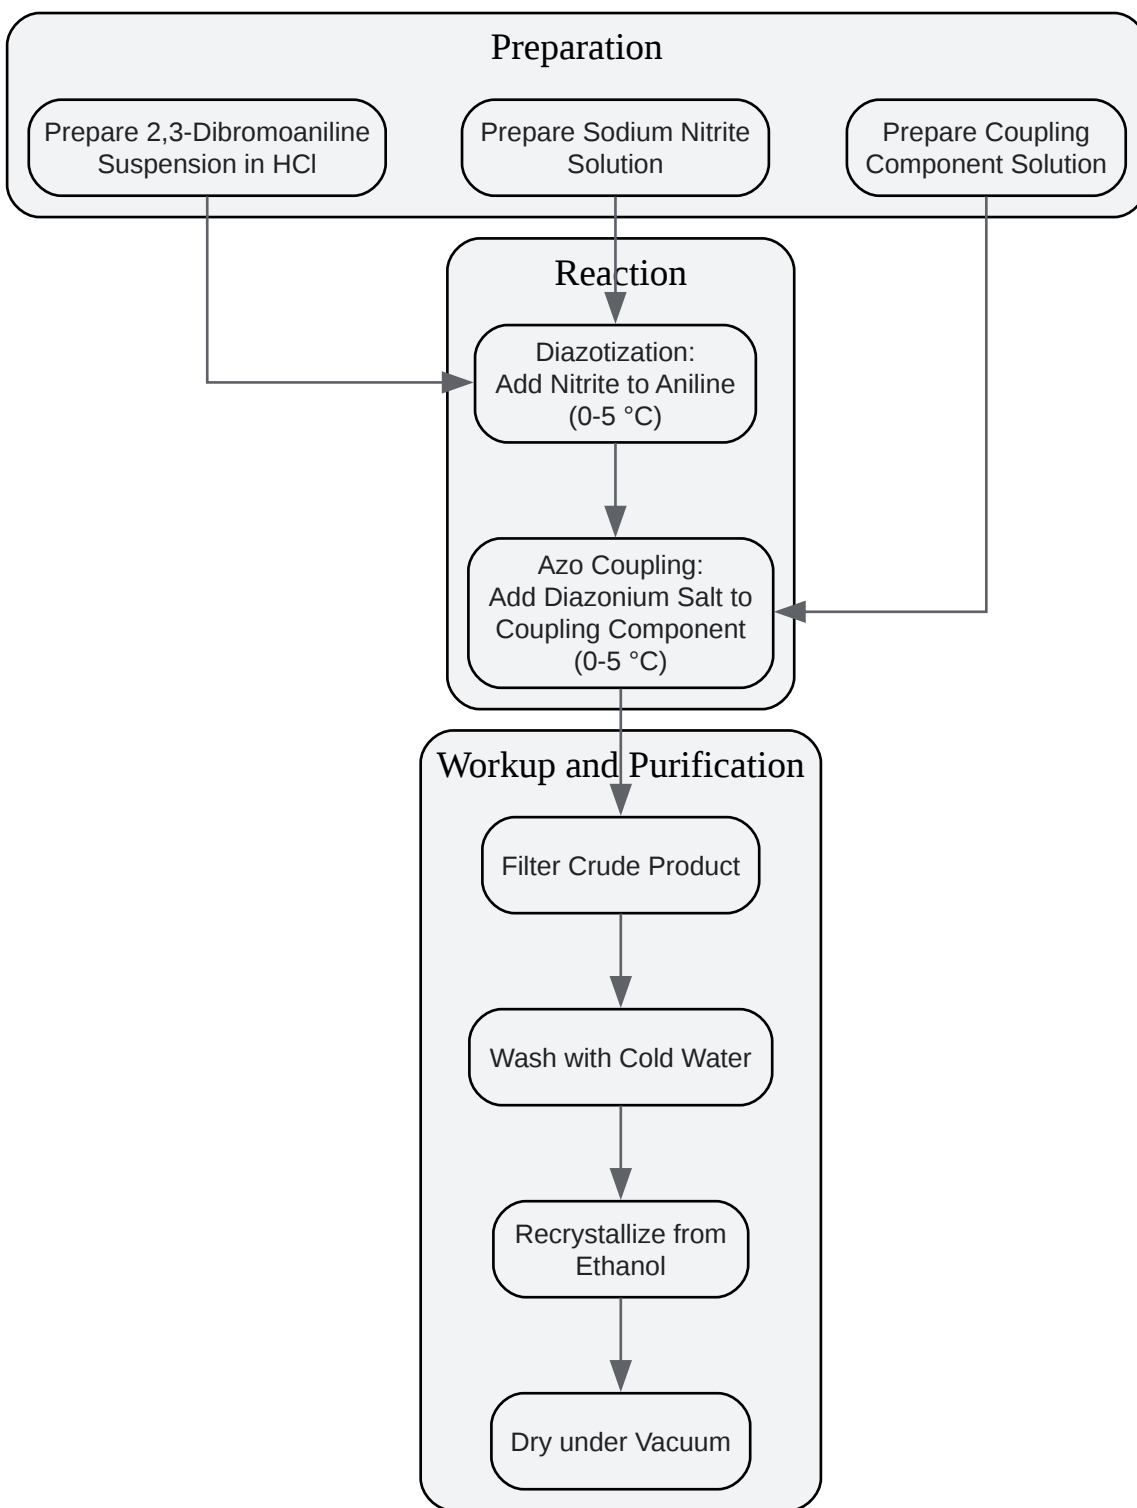 Preparation
Prepare 2,3-Dibromoaniline
Suspension in HCl
Prepare Sodium Nitrite
Solution
Prepare Coupling
Component Solution
Reaction
Diazotization:
Add Nitrite to Aniline
(0-5 °C)
Azo Coupling:
Add Diazonium Salt to
Coupling Component
(0-5 °C)
Workup and Purification
Filter Crude Product
Wash with Cold Water
Recrystallize from
Ethanol
Dry under Vacuum